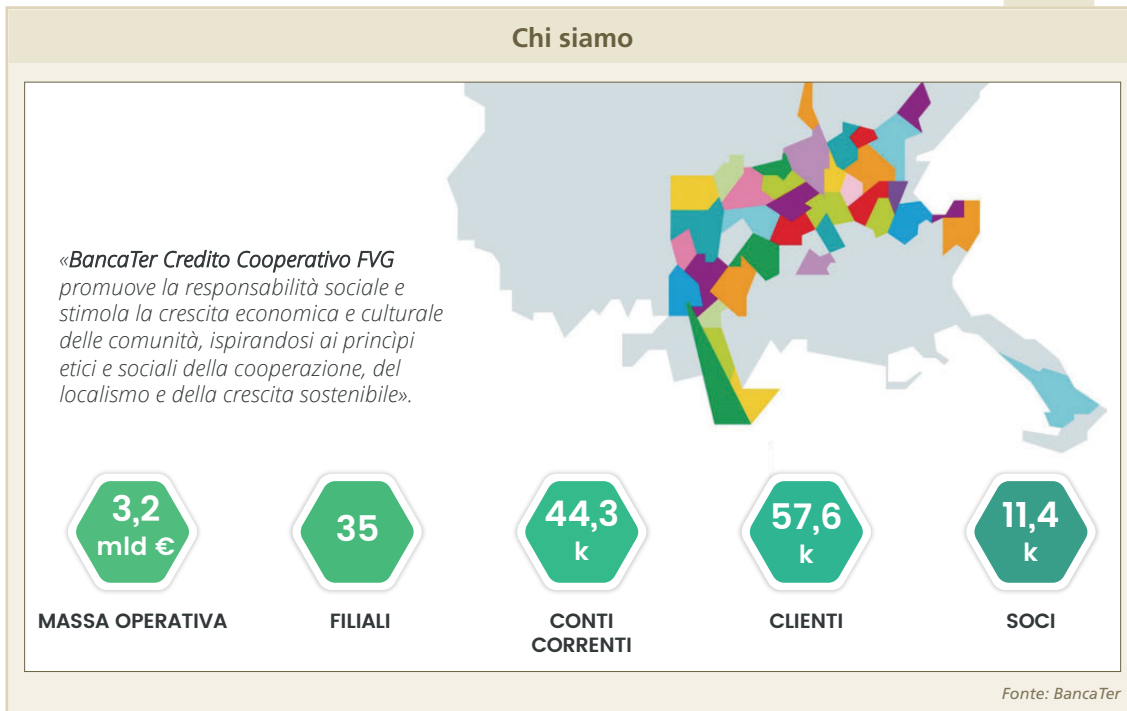 Chi siamo
«BancaTer Credito Cooperativo FVG
promuove la responsabilità sociale e
stimola la crescita economica e culturale
delle comunità, ispirandosi ai princìpi
etici e sociali della cooperazione, del
localismo e della crescita sostenibile».
3,2
mld €
MASSA OPERATIVA
35
FILIALI
44,3
k
CONTI
CORRENTI
57,6
k
CLIENTI
11,4
k
SOCI
Fonte: BancaTer